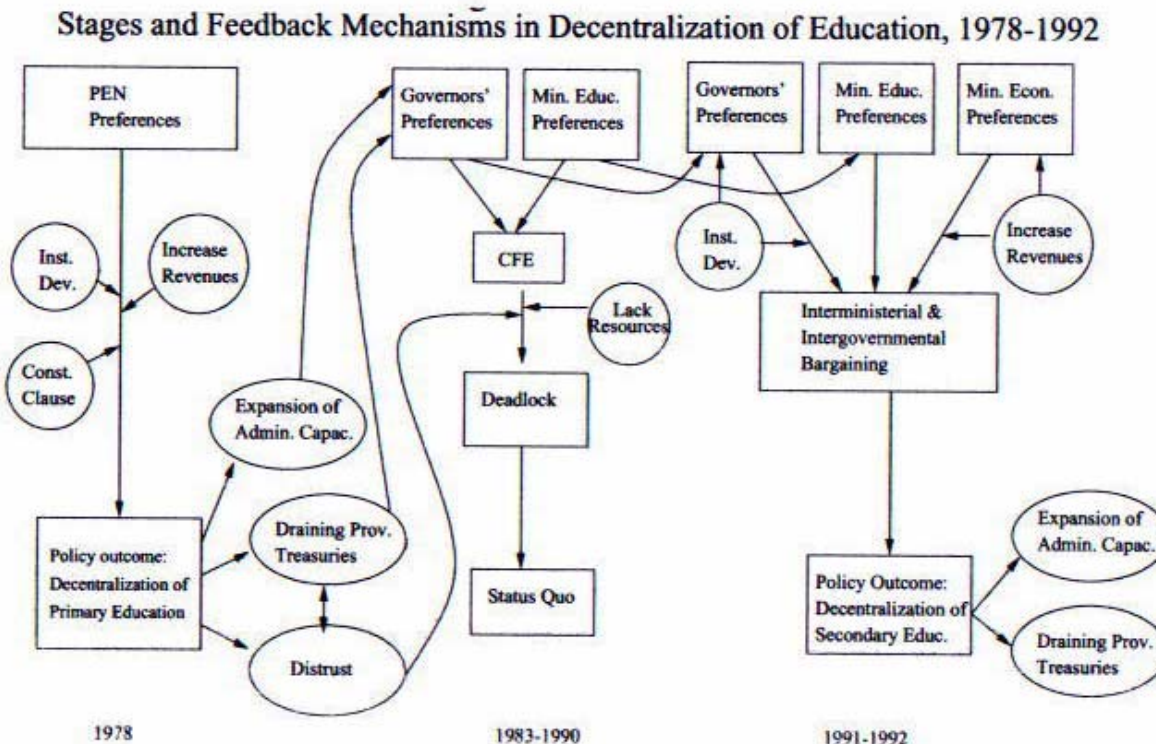 Stages and Feedback Mechanisms in Decentralization of Education, 1978-1992
PEN
Preferences
Inst.
Dev.
Increase
Revenues
Const.
Clause
Policy outcome:
Decentralization of
Primary Education
Expansion of
Admin. Capac.
Draining Prov.
Treasuries
Distrust
1978
Governors'
Preferences
Min. Educ.
Preferences
CFE
Lack
Resources
Deadlock
Status Quo
1983-1990
Governors'
Preferences
Min. Educ.
Preferences
Min. Econ.
Preferences
Inst.
Dev.
Increase
Revenues
Interministerial &
Intergovernmental
Bargaining
Policy Outcome:
Decentralization of
Secondary Educ.
Expansion of
Admin. Capac.
Draining Prov.
Treasuries
1991-1992